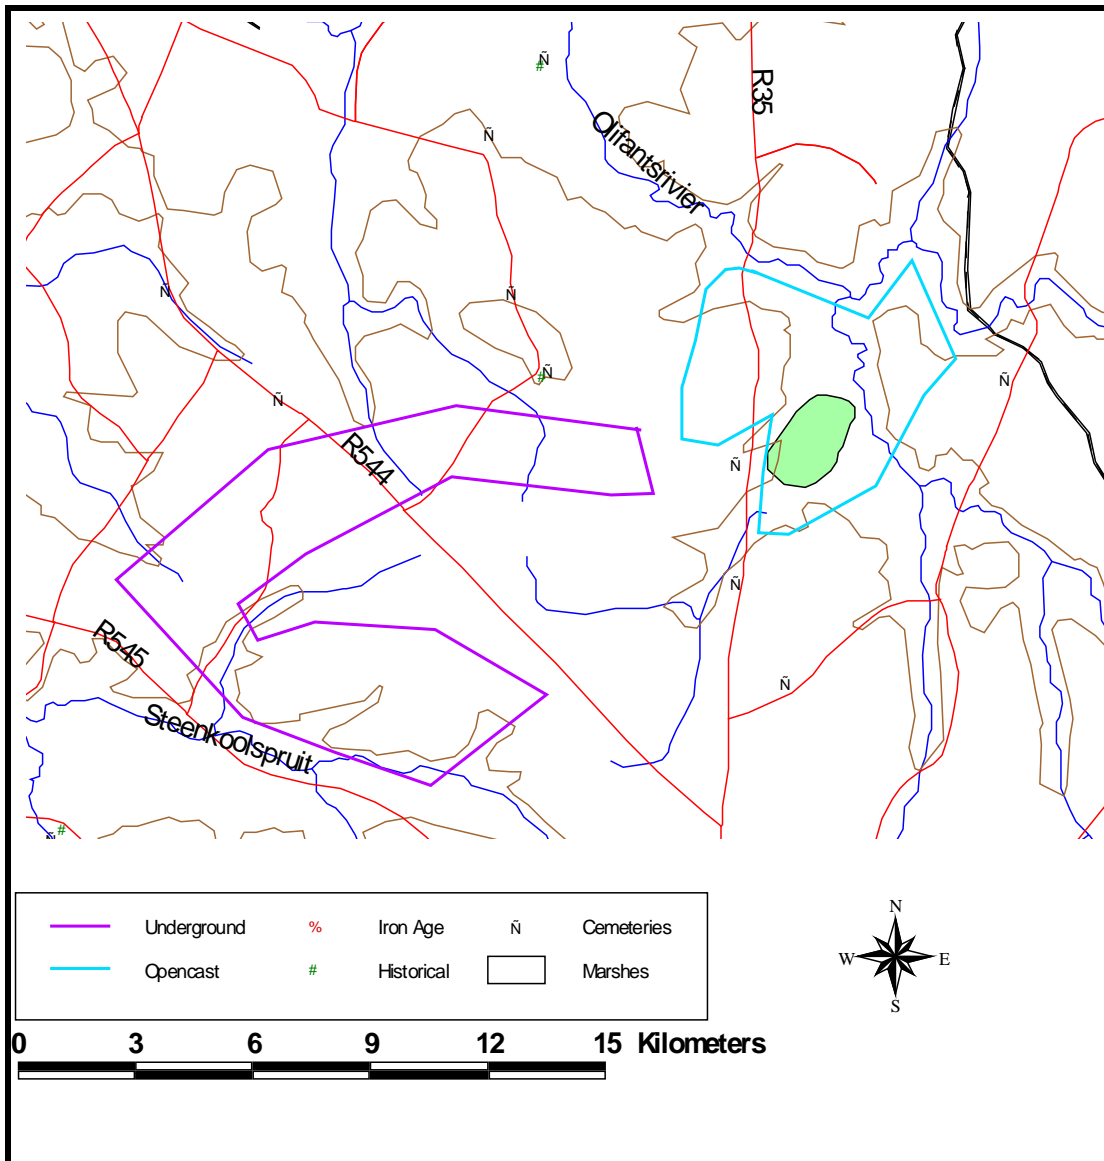 Ñ
#
R35
Ñ
Olifantsrivier
Ñ
Ñ
Ñ
#
Ñ
Ñ
R544
Ñ
Ñ
R545
Ñ
Steenkoolspruit
#
Ñ
Underground % Iron Age Ñ Cemeteries
Opencast # Historical Marshes
N
W E
S
0 3 6 9 12 15 Kilometers